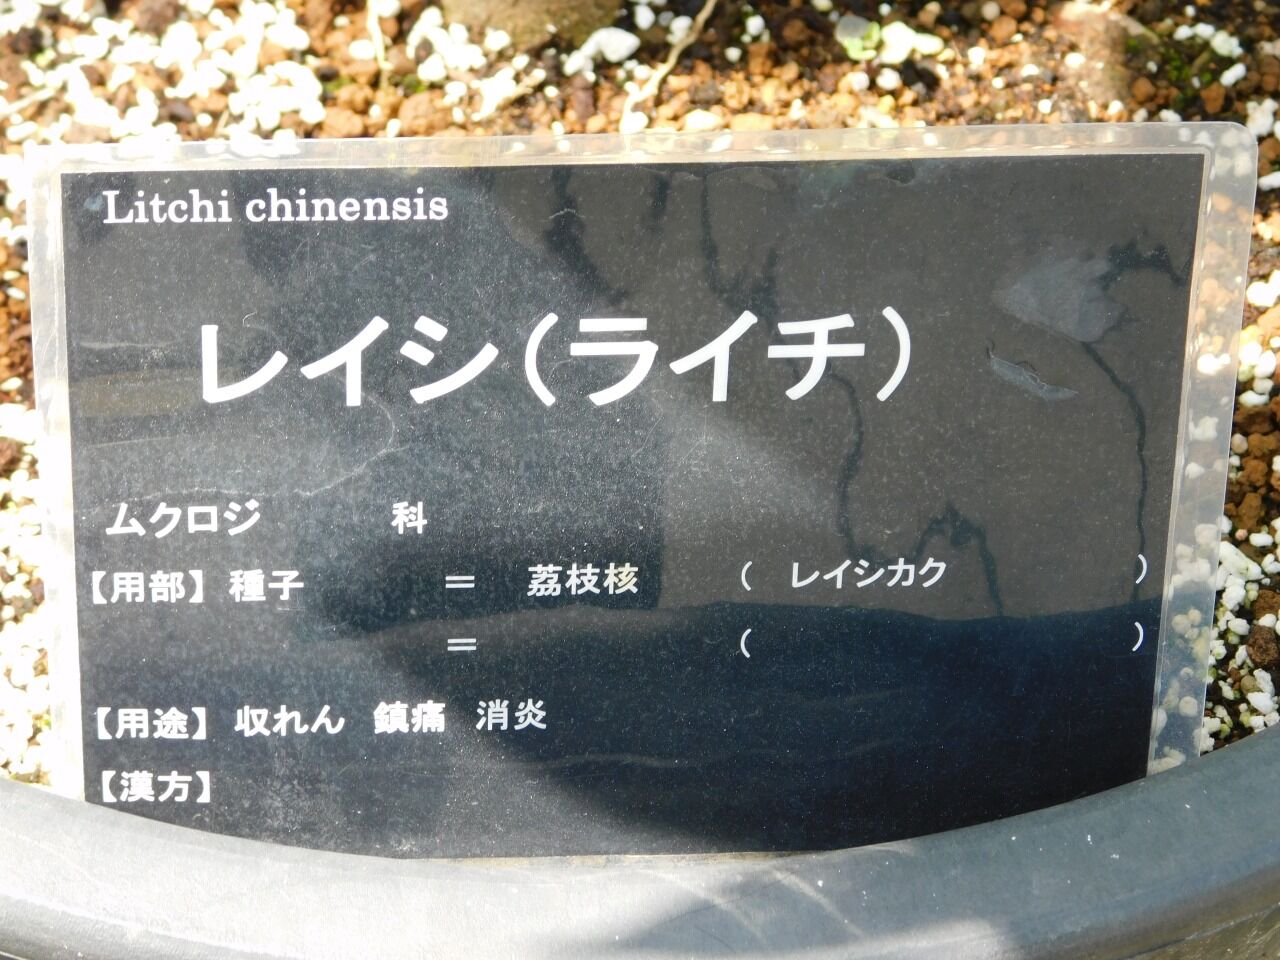 Litchi chinensis
レイシ（ライチ）
ムクロジ 科
【用部】 種子 ＝ 荔枝核 （ レイシカク ）
＝ （ ）
【用途】 収れん 鎮痛 消炎
【漢方】